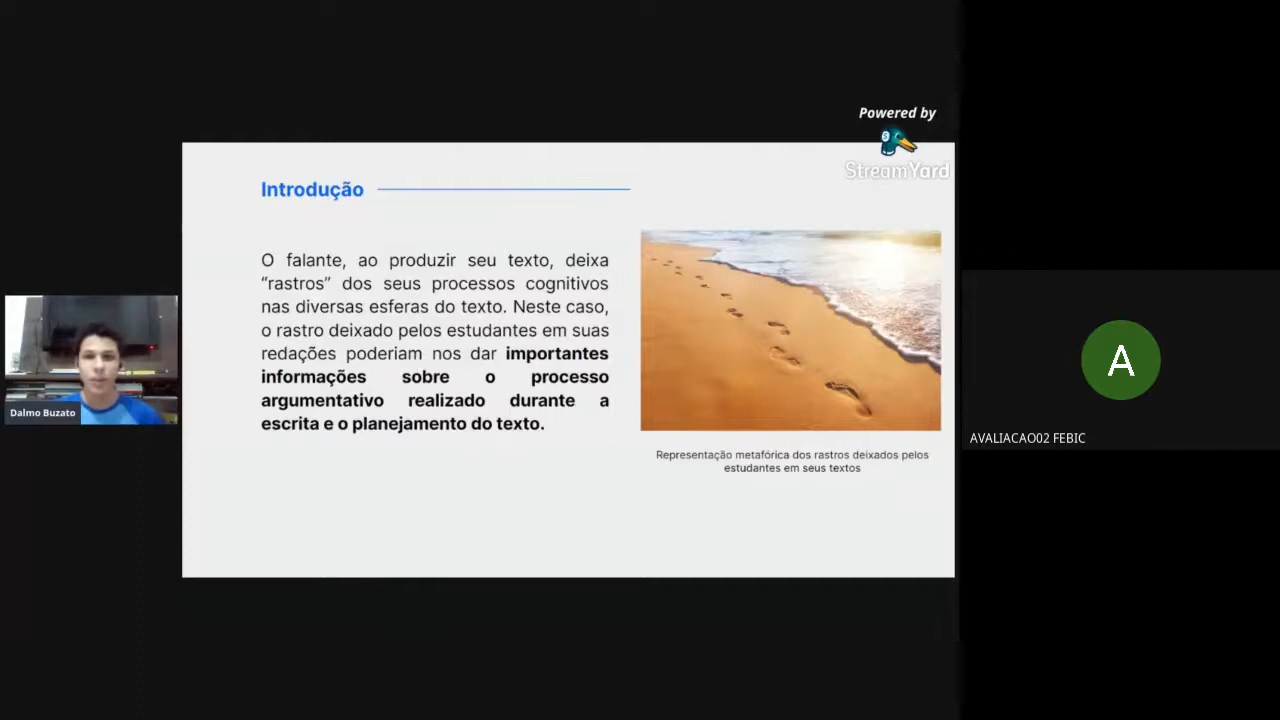 Powered by
StreamYard
Introdução
O falante, ao produzir seu texto, deixa
“rastros” dos seus processos cognitivos
nas diversas esferas do texto. Neste caso,
o rastro deixado pelos estudantes em suas
redações poderiam nos dar importantes
informações sobre o processo
argumentativo realizado durante a
escrita e o planejamento do texto.
Representação metafórica dos rastros deixados pelos
estudantes em seus textos
Dalmo Buzato
A
AVALIACAO02 FEBIC